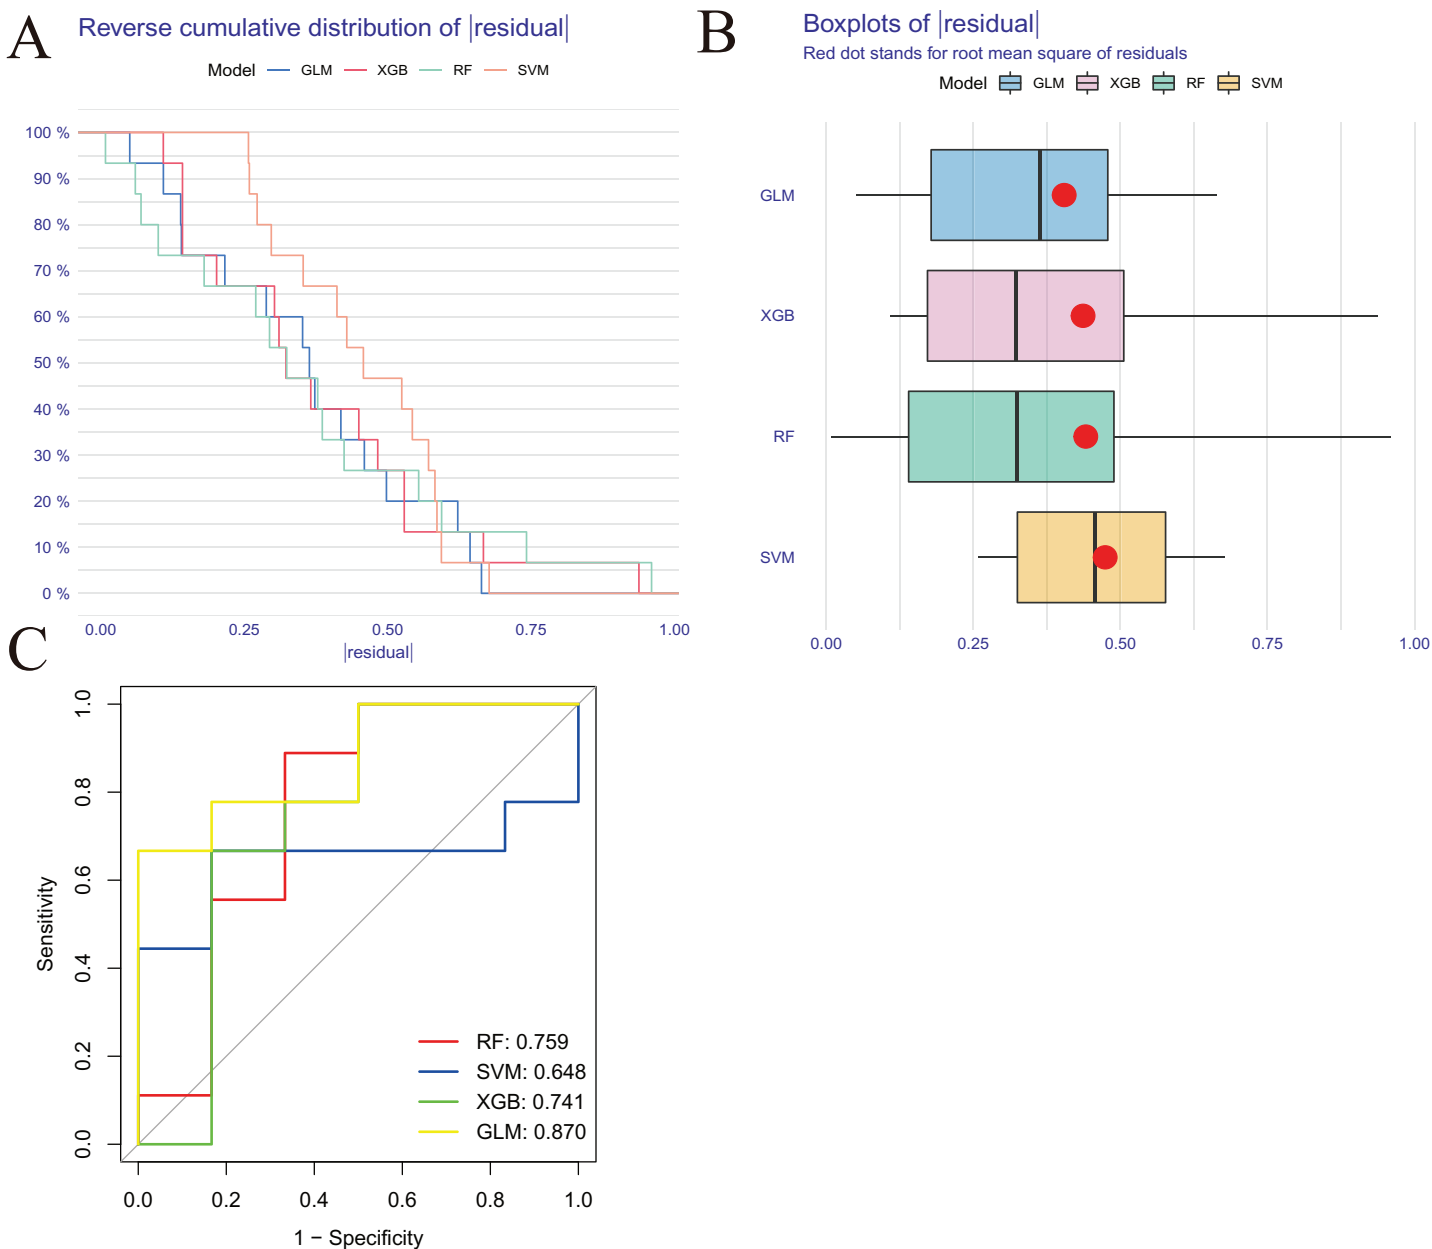 A
Reverse cumulative distribution of |residual|
Model GLM XGB RF SVM
100 %
90 %
80 %
70 %
60 %
50 %
40 %
30 %
20 %
10 %
0 %
0.00 0.25 0.50 0.75 1.00
|residual|
B
Boxplots of |residual|
Red dot stands for root mean square of residuals
Model GLM XGB RF SVM
GLM
XGB
RF
SVM
0.00 0.25 0.50 0.75 1.00
C
Sensitivity
1.0
0.8
0.6
0.4
0.2
0.0
RF: 0.759
SVM: 0.648
XGB: 0.741
GLM: 0.870
0.0 0.2 0.4 0.6 0.8 1.0
1 − Specificity